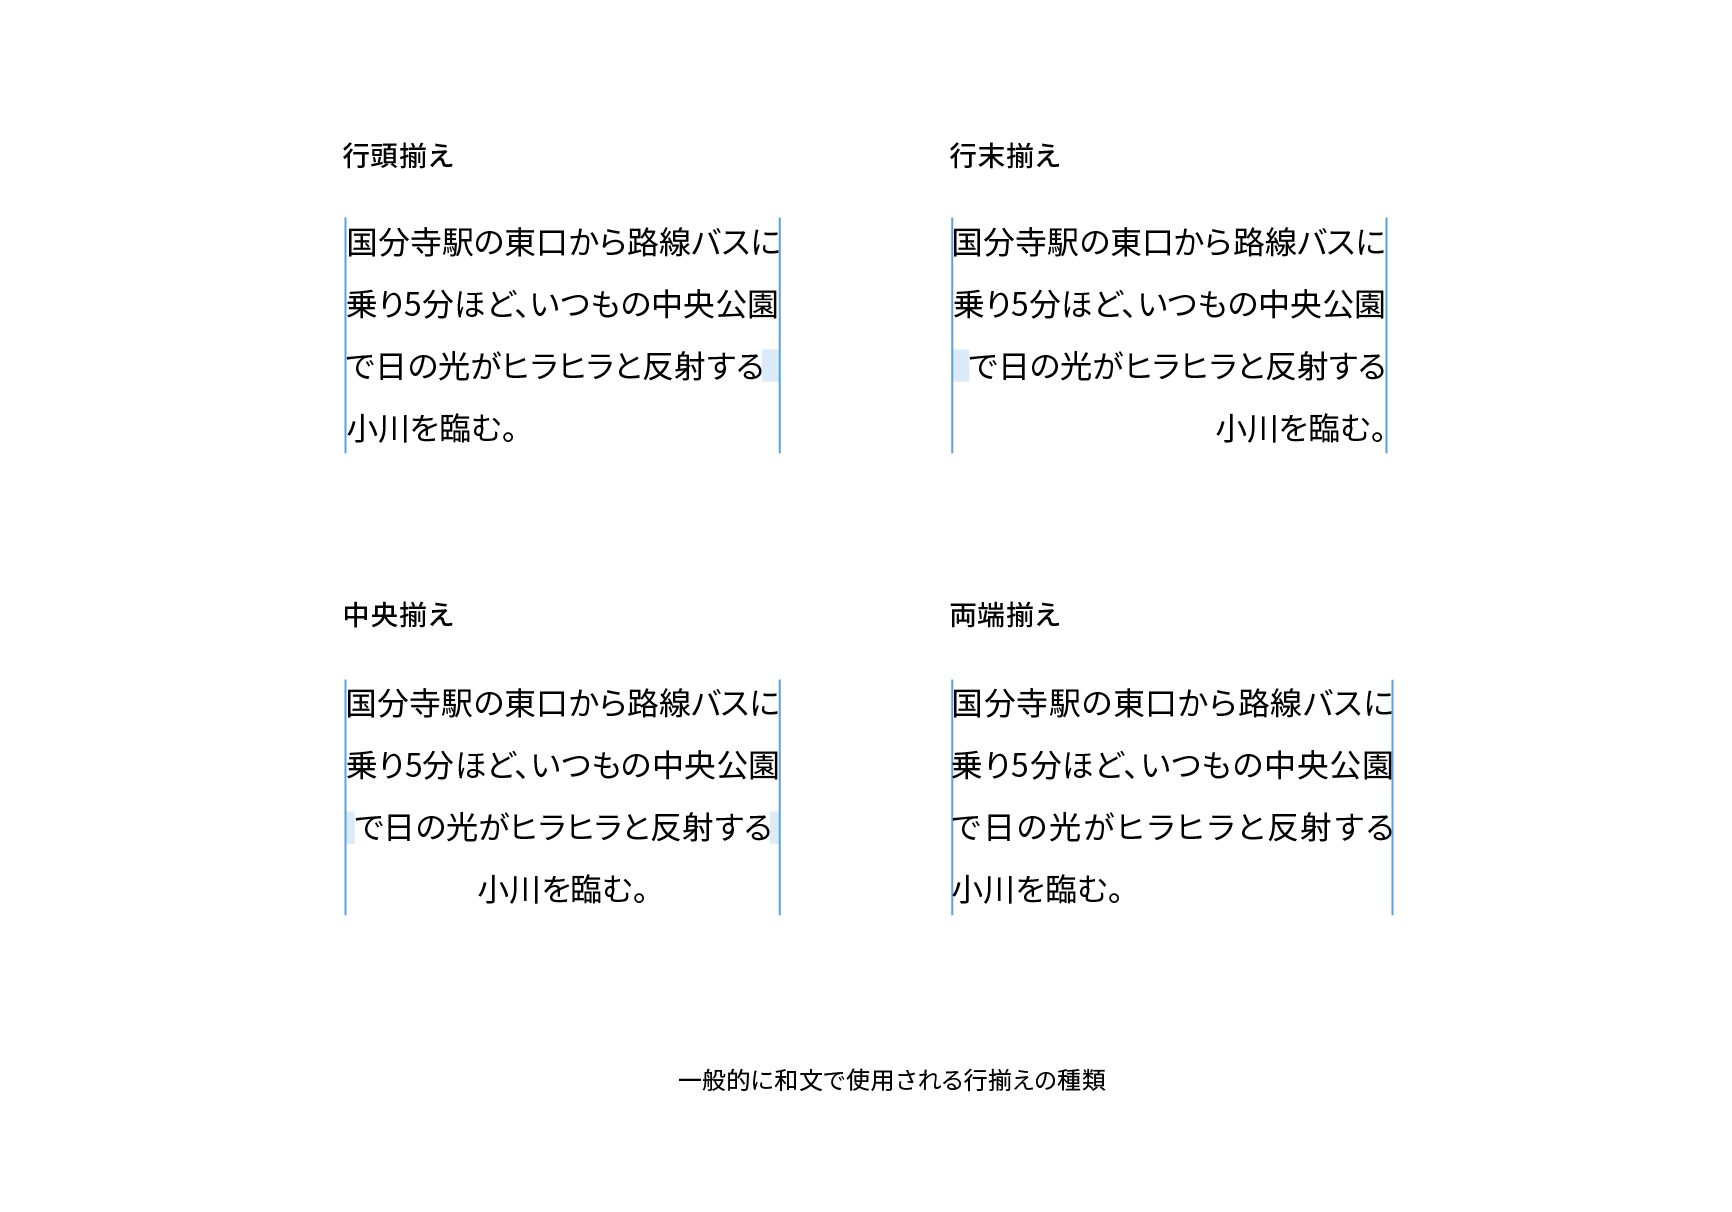 行頭揃え
国分寺駅の東口から路線バスに
乗り5分ほど、いつもの中央公園
で日の光がヒラヒラと反射する
小川を臨む。
行末揃え
国分寺駅の東口から路線バスに
乗り5分ほど、いつもの中央公園
で日の光がヒラヒラと反射する
小川を臨む。
中央揃え
国分寺駅の東口から路線バスに
乗り5分ほど、いつもの中央公園
で日の光がヒラヒラと反射する
小川を臨む。
両端揃え
国分寺駅の東口から路線バスに
乗り5分ほど、いつもの中央公園
で日の光がヒラヒラと反射する
小川を臨む。
一般的に和文で使用される行揃えの種類